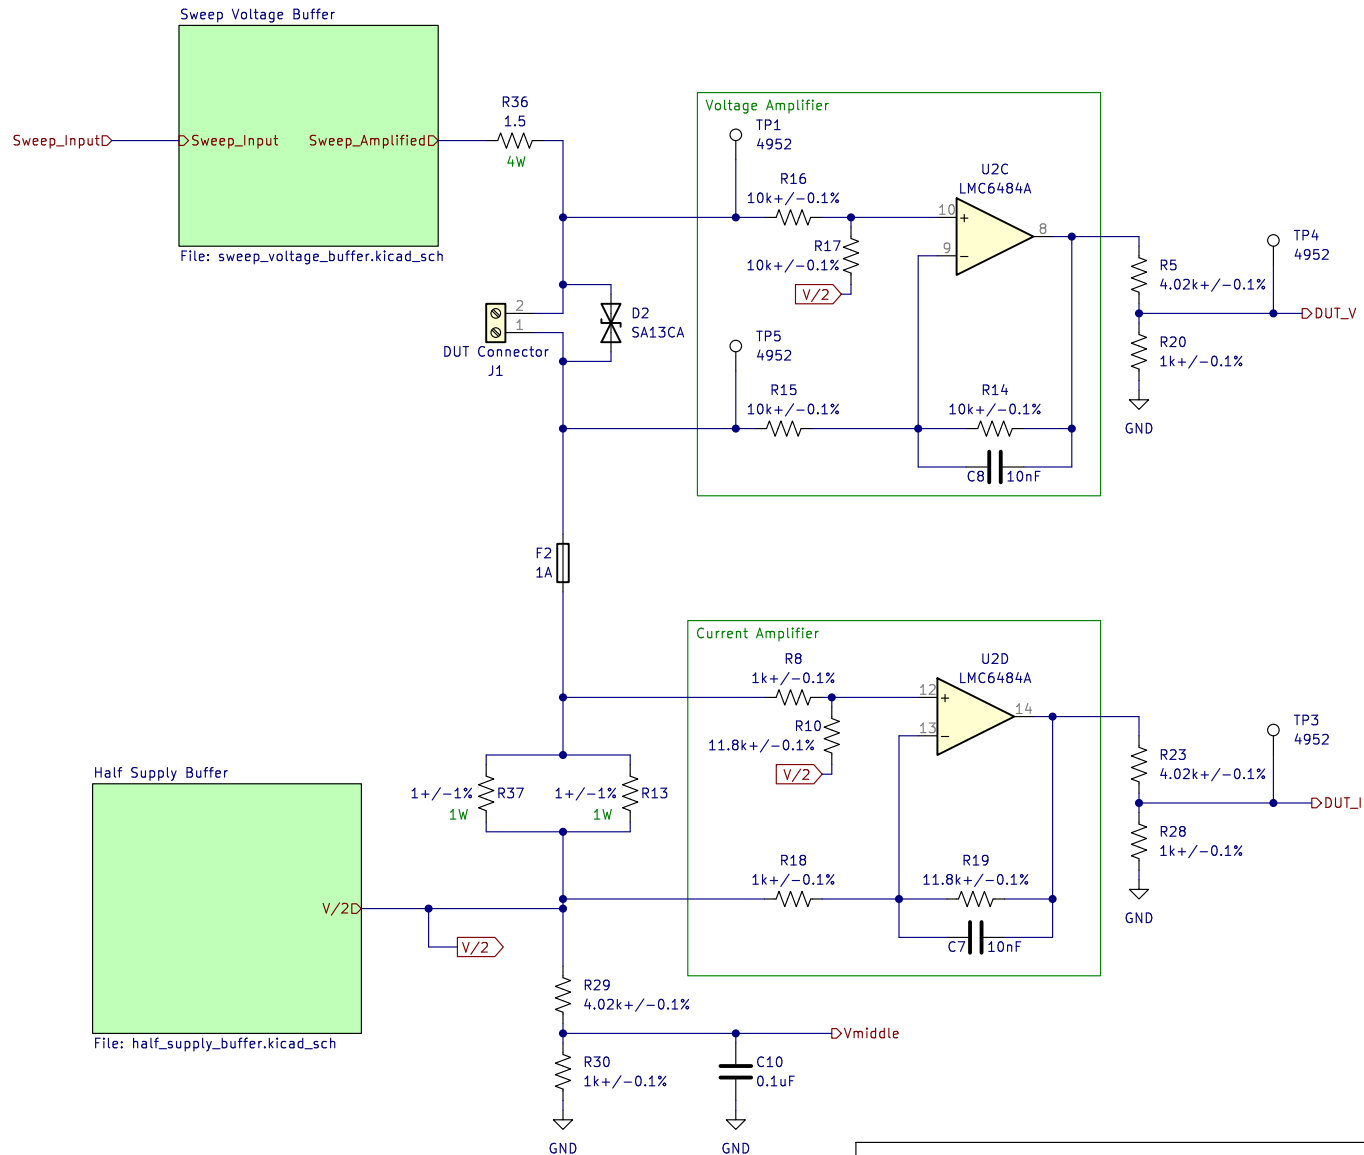 Sweep Voltage Buffer
Sweep_Input
Sweep_Input
Sweep_Amplified
File: sweep_voltage_buffer.kicad_sch
R36
1.5
4W
Voltage Amplifier
TP1
4952
R16
10k+/-0.1%
R17
10k+/-0.1%
V/2
U2C
LMC6484A
10
9
8
TP4
4952
R5
4.02k+/-0.1%
DUT_V
R20
1k+/-0.1%
GND
2
1
DUT Connector
J1
D2
SA13CA
TP5
4952
R15
10k+/-0.1%
R14
10k+/-0.1%
C8
10nF
F2
1A
Current Amplifier
R8
1k+/-0.1%
R10
11.8k+/-0.1%
V/2
U2D
LMC6484A
12
13
14
TP3
4952
R23
4.02k+/-0.1%
DUT_I
R28
1k+/-0.1%
GND
1+/-1%
R37
1W
1+/-1%
R13
1W
R18
1k+/-0.1%
R19
11.8k+/-0.1%
C7
10nF
Half Supply Buffer
V/2
V/2
File: half_supply_buffer.kicad_sch
R29
4.02k+/-0.1%
Vmiddle
R30
1k+/-0.1%
C10
0.1uF
GND
GND